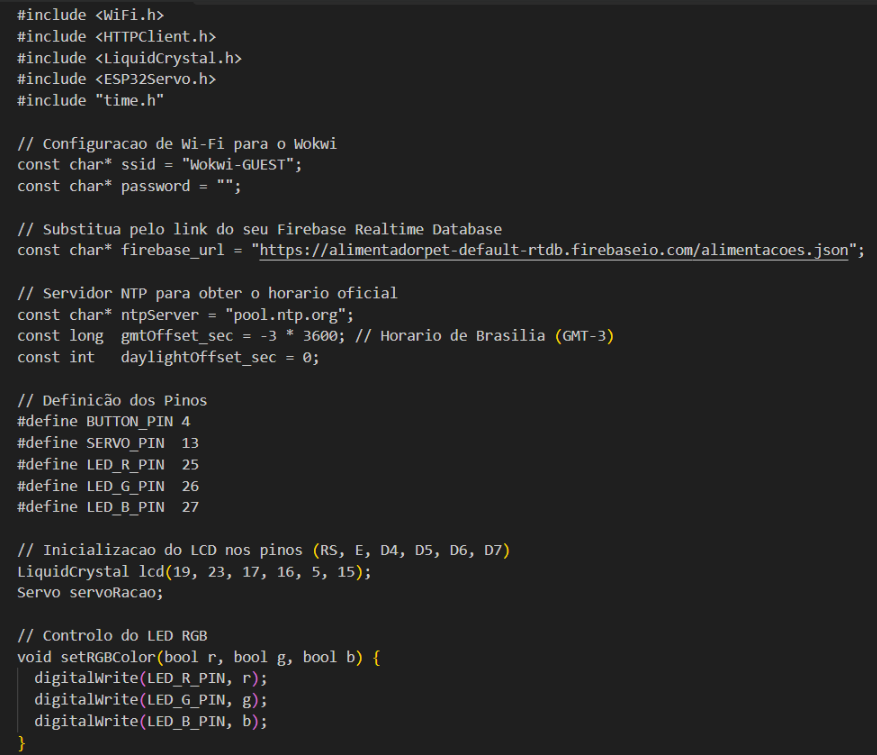 #include <WiFi.h>
#include <HTTPClient.h>
#include <LiquidCrystal.h>
#include <ESP32Servo.h>
#include "time.h"
// Configuracao de Wi-Fi para o Wokwi
const char* ssid = "Wokwi-GUEST";
const char* password = "";
// Substitua pelo link do seu Firebase Realtime Database
const char* firebase_url = "https://alimentadorpet-default-rtdb.firebaseio.com/alimentacoes.json";
// Servidor NTP para obter o horario oficial
const char* ntpServer = "pool.ntp.org";
const long  gmtOffset_sec = -3 * 3600; // Horario de Brasilia (GMT-3)
const int   daylightOffset_sec = 0;
// Definicão dos Pinos
#define BUTTON_PIN 4
#define SERVO_PIN  13
#define LED_R_PIN  25
#define LED_G_PIN  26
#define LED_B_PIN  27
// Inicializacao do LCD nos pinos (RS, E, D4, D5, D6, D7)
LiquidCrystal lcd(19, 23, 17, 16, 5, 15);
Servo servoRacao;
// Controlo do LED RGB
void setRGBColor(bool r, bool g, bool b) {
  digitalWrite(LED_R_PIN, r);
  digitalWrite(LED_G_PIN, g);
  digitalWrite(LED_B_PIN, b);
}